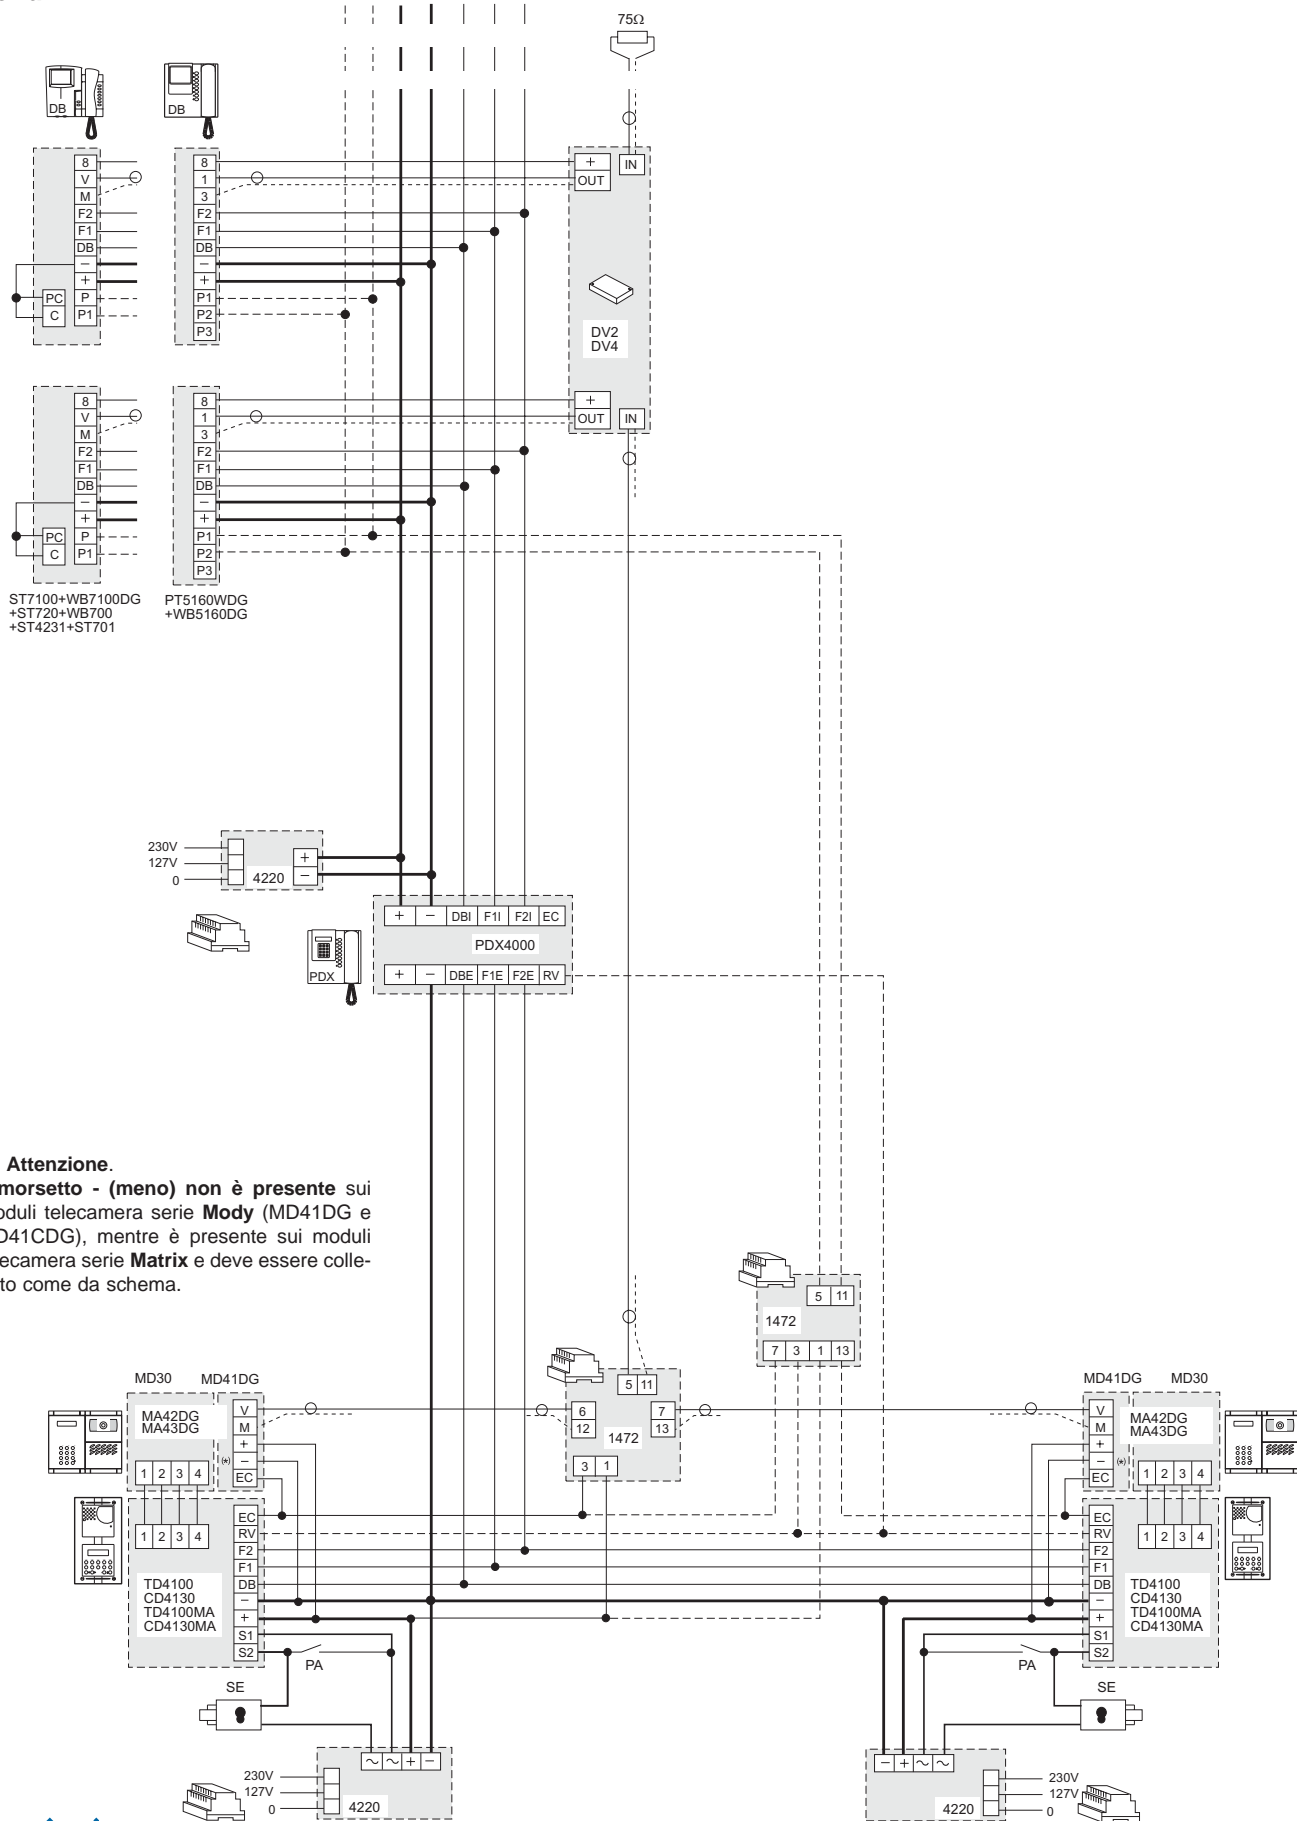 75Ω
DB
DB
8
V
M
F2
F1
DB
−
+
PC P
C P1
8
1
3
F2
F1
DB
−
+
P1
P2
P3
+ IN
OUT
DV2
DV4
+
OUT IN
8
V
M
F2
F1
DB
−
+
PC P
C P1
8
1
3
F2
F1
DB
−
+
P1
P2
P3
ST7100+WB7100DG
+ST720+WB700
+ST4231+ST701
PT5160WDG
+WB5160DG
230V
127V
0
4220
+
−
+ − DBI F1I F2I EC
PDX4000
+ − DBE F1E F2E RV
PDX
Attenzione.
morsetto - (meno) non è presente sui
telecamera serie Mody (MD41DG e
mentre è presente sui moduli
serie Matrix e deve essere colle-
come da schema.
5 11
1472
7 3 1 13
5 11
6 7
12 13
1472
3 1
MD30 MD41DG
MA42DG
MA43DG
V
M
+
(*) −
EC
1 2 3 4
1 2 3 4
EC
RV
F2
F1
DB
−
+
S1
S2
TD4100
CD4130
TD4100MA
CD4130MA
PA
SE
~ ~ + −
230V
127V
0
4220
MD41DG MD30
V
M
+
− (*)
EC
MA42DG
MA43DG
1 2 3 4
1 2 3 4
EC
RV
F2
F1
DB
−
+
S1
S2
TD4100
CD4130
TD4100MA
CD4130MA
PA
SE
− + ~ ~
4220
230V
127V
0